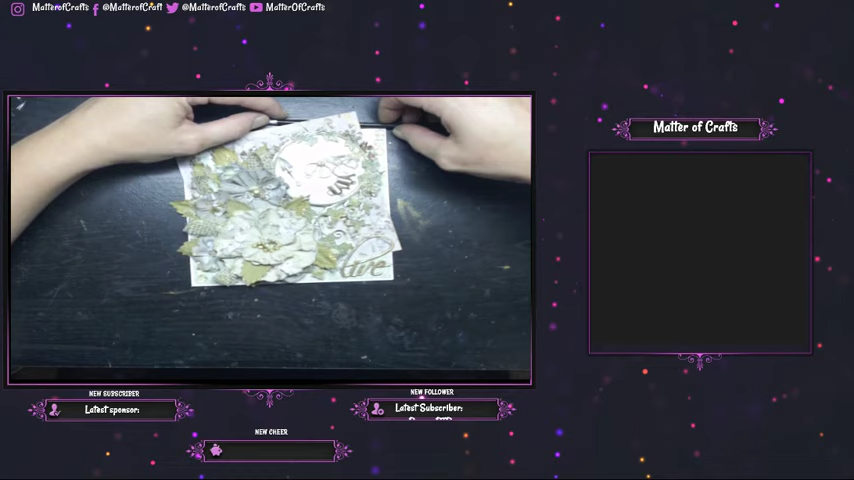 MatterofCrafts @MatterofCraft @MatterofCrafts MatterOfCrafts
Matter of Crafts
live
NEW SUBSCRIBER
Latest sponsor:
NEW FOLLOWER
Latest Subscriber:
NEW CHEER